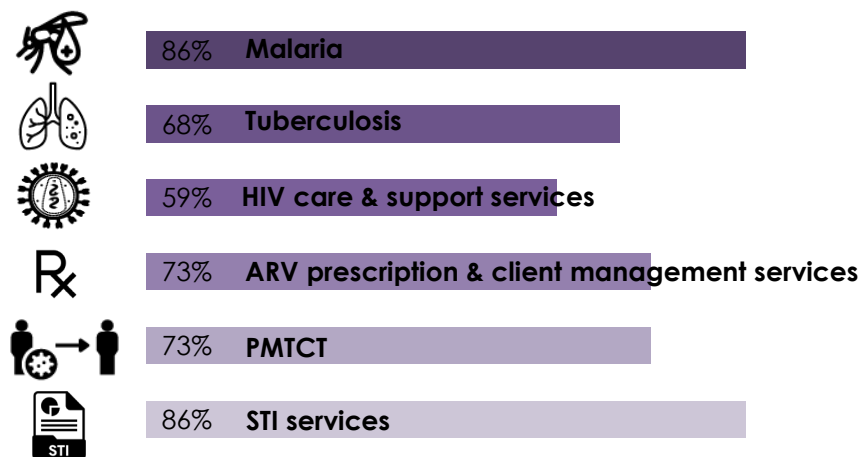 86% Malaria
68% Tuberculosis
59% HIV care & support services
Rx
73% ARV prescription & client management services
73% PMTCT
86% STI services
STI